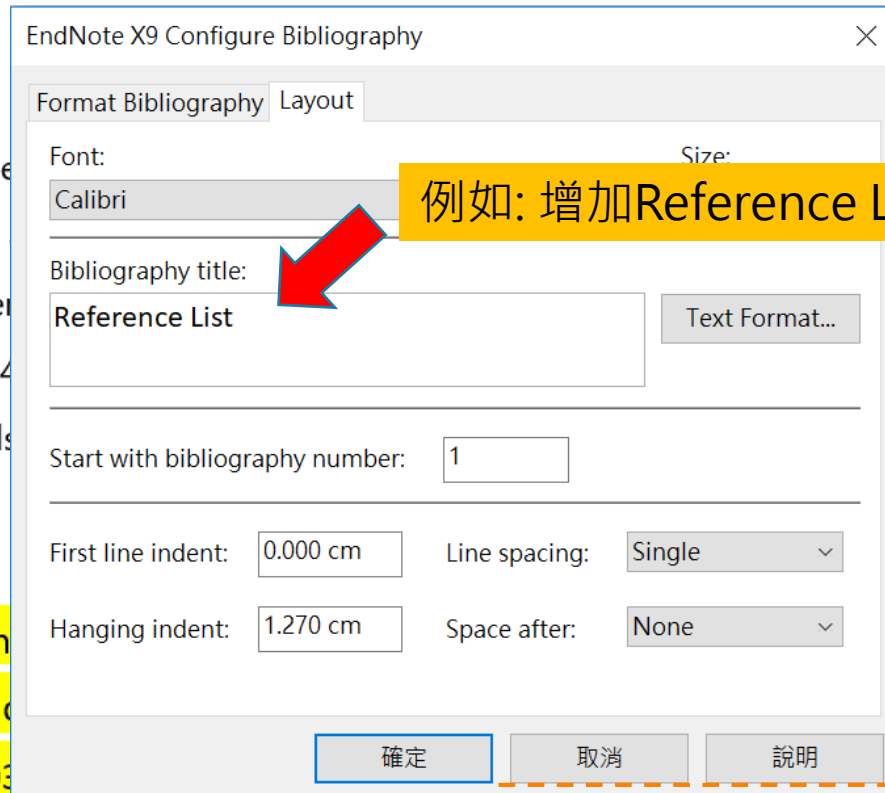 EndNote X9 Configure Bibliography
Format Bibliography Layout
Font: Size:
Calibri
例如: 增加Reference L
Bibliography title:
Reference List
Text Format...
Start with bibliography number: 1
First line indent: 0.000 cm Line spacing: Single
Hanging indent: 1.270 cm Space after: None
確定 取消 說明